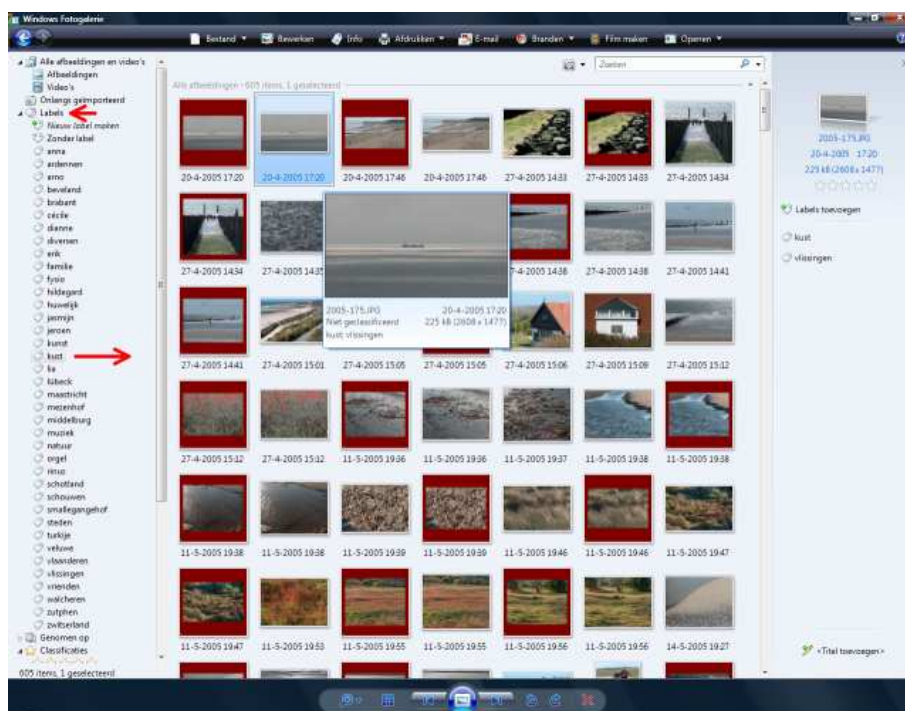 Windows Fotogalerie
Bestand Bewerken Info Afdrukken E-mail Branden Film maken Openen
Alle afbeeldingen en video's
Afbeeldingen
Video's
Onlangs geïmporteerd
Labels
Nieuw label maken
Zonder label
anna
ardennen
arno
beveland
brabant
cécile
dianne
diversen
erik
familie
fysio
hildegard
huwelijk
jasmijn
jeroen
kunst
kust
lia
lübeck
maastricht
mezenhof
middelburg
muziek
natuur
orgel
rinus
schotland
schouwen
smallegangehof
steden
turkije
veluwe
vlaanderen
vlissingen
vrienden
walcheren
zutphen
zwitserland
Genomen op
Classificaties
605 items, 1 geselecteerd
Zoeken
Alle afbeeldingen - 605 items, 1 geselecteerd
20-4-2005 17:20 20-4-2005 17:20 20-4-2005 17:46 20-4-2005 17:46 27-4-2005 14:33 27-4-2005 14:33 27-4-2005 14:34
27-4-2005 14:34 27-4-2005 14:35 27-4-2005 14:38 27-4-2005 14:38 27-4-2005 14:41
2005-175.JPG 20-4-2005 17:20
Niet geclassificeerd 225 kB (2608 x 1477)
kust; vlissingen
27-4-2005 14:41 27-4-2005 15:01 27-4-2005 15:05 27-4-2005 15:05 27-4-2005 15:06 27-4-2005 15:09 27-4-2005 15:12
27-4-2005 15:12 27-4-2005 15:12 11-5-2005 19:36 11-5-2005 19:36 11-5-2005 19:37 11-5-2005 19:38 11-5-2005 19:38
11-5-2005 19:38 11-5-2005 19:38 11-5-2005 19:39 11-5-2005 19:39 11-5-2005 19:46 11-5-2005 19:46 11-5-2005 19:47
11-5-2005 19:47 11-5-2005 19:53 11-5-2005 19:55 11-5-2005 19:55 11-5-2005 19:56 11-5-2005 19:56 14-5-2005 19:27
2005-175.JPG
20-4-2005 17:20
225 kB (2608 x 1477)
Labels toevoegen
kust
vlissingen
<Titel toevoegen>